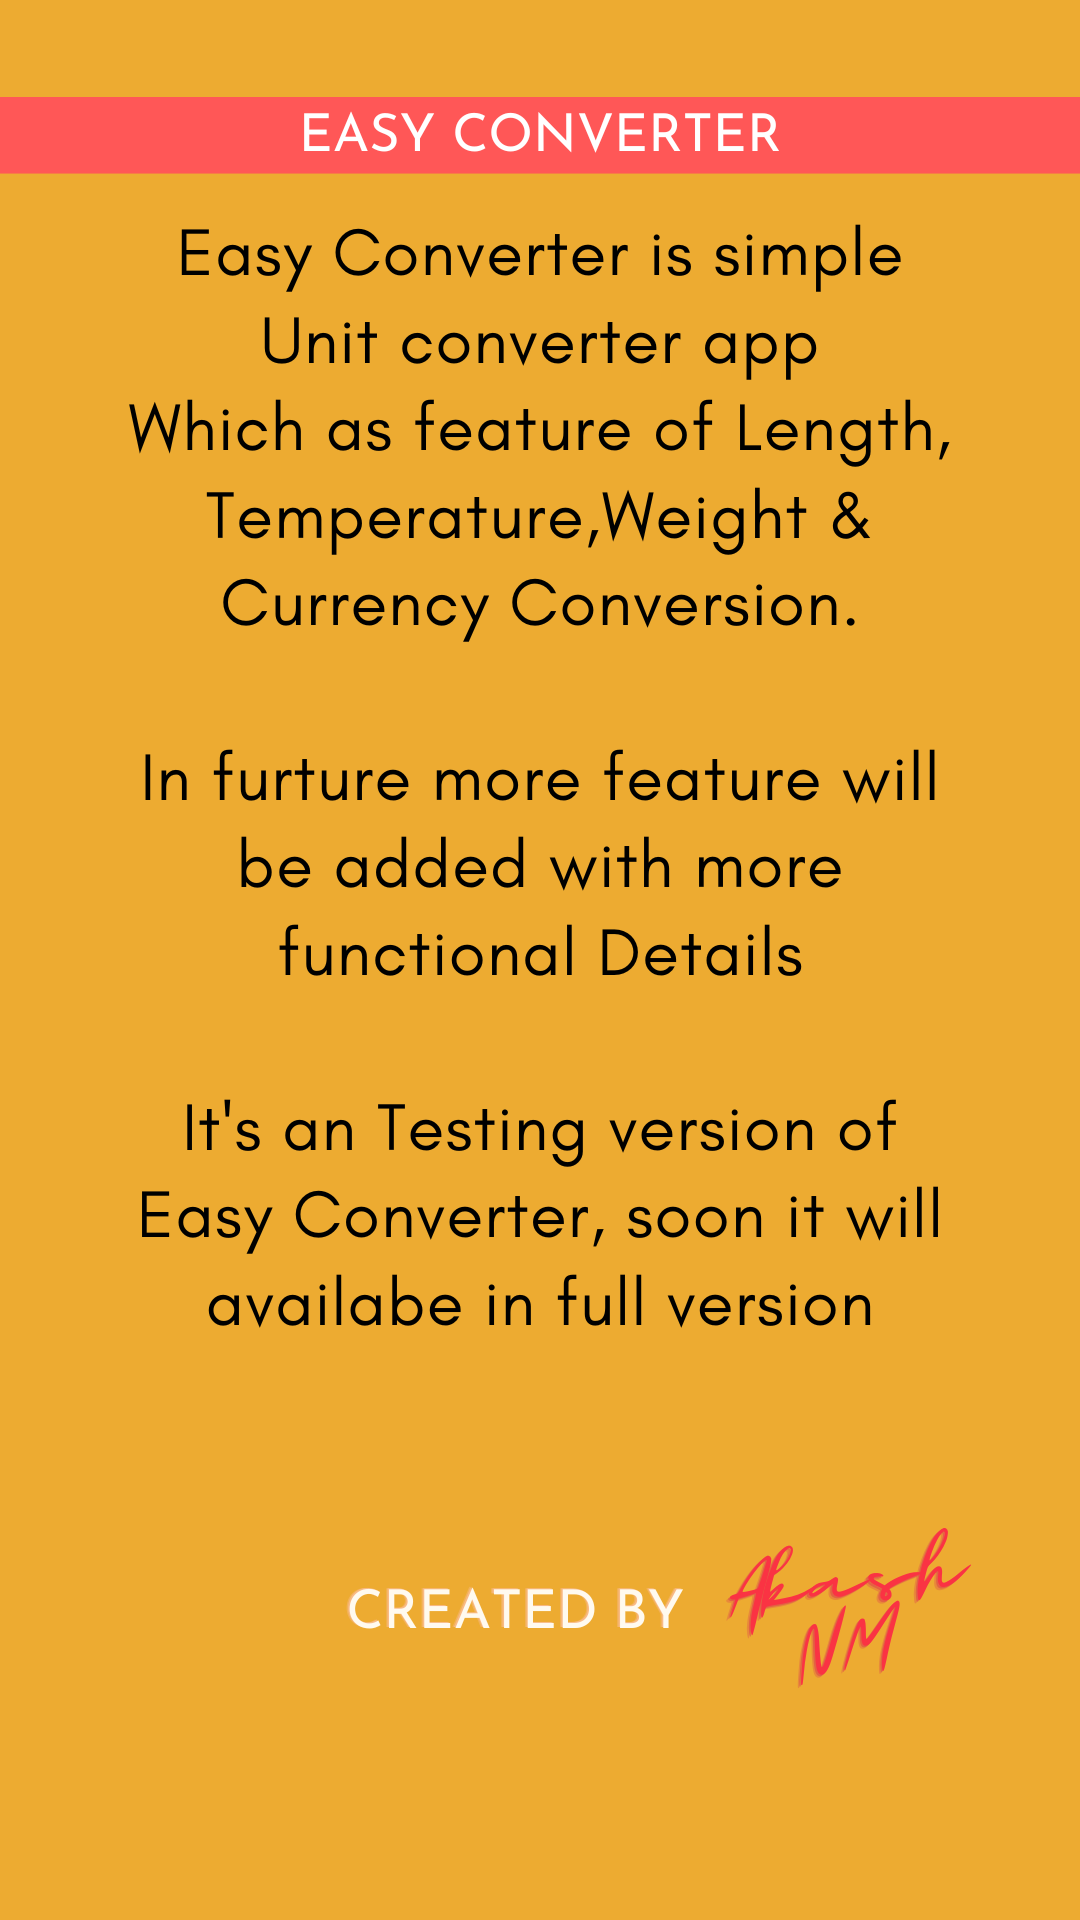 EASY CONVERTER
Easy Converter is simple
Unit converter app
Which as feature of Length,
Temperature,Weight &
Currency Conversion.
In furture more feature will
be added with more
functional Details
It's an Testing version of
Easy Converter, soon it will
availabe in full version
CREATED BY Akash
NM